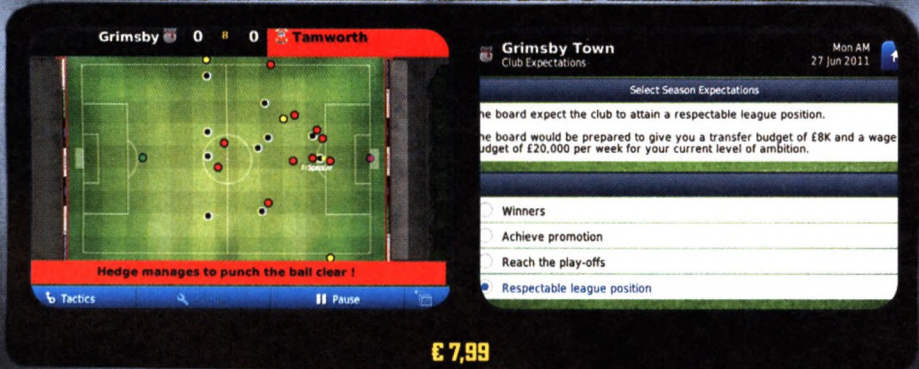 Grimsby 0 8 0 Tamworth
Hedge manages to punch the ball clear !
Tactics
Pause
Grimsby Town
Club Expectations
Mon AM
27 Jun 2011
Select Season Expectations
he board expect the club to attain a respectable league position.
he board would be prepared to give you a transfer budget of £8K and a wage
udget of £20,000 per week for your current level of ambition.
Winners
Achieve promotion
Reach the play-offs
Respectable league position
€ 7,99